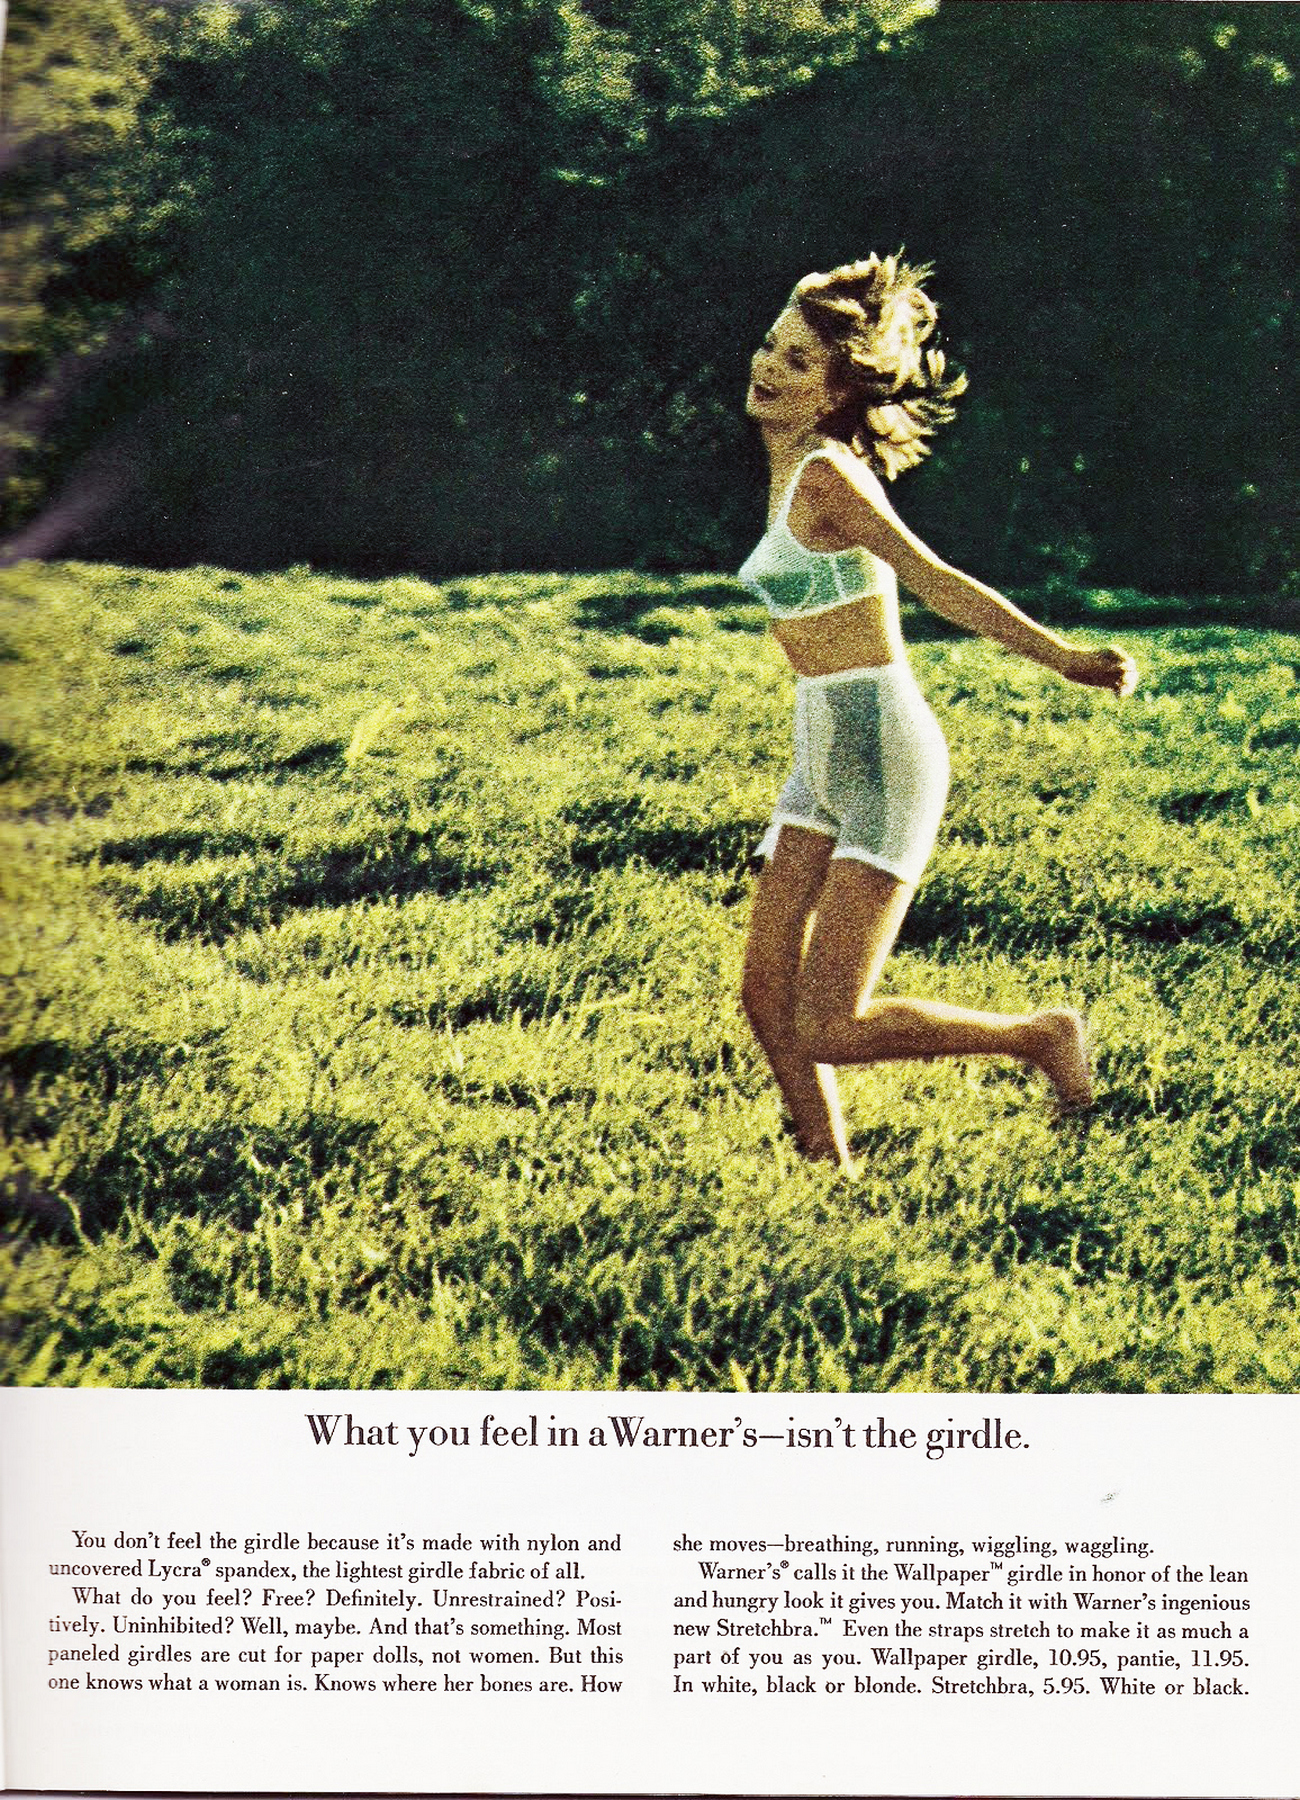 What you feel in a Warner's—isn't the girdle.
You don't feel the girdle because it's made with nylon and
uncovered Lycra® spandex, the lightest girdle fabric of all.
What do you feel? Free? Definitely. Unrestrained? Posi-
tively. Uninhibited? Well, maybe. And that's something. Most
paneled girdles are cut for paper dolls, not women. But this
one knows what a woman is. Knows where her bones are. How
she moves—breathing, running, wiggling, waggling.
Warner's® calls it the Wallpaper™ girdle in honor of the lean
and hungry look it gives you. Match it with Warner's ingenious
new Stretchbra.™ Even the straps stretch to make it as much a
part of you as you. Wallpaper girdle, 10.95, pantie, 11.95.
In white, black or blonde. Stretchbra, 5.95. White or black.